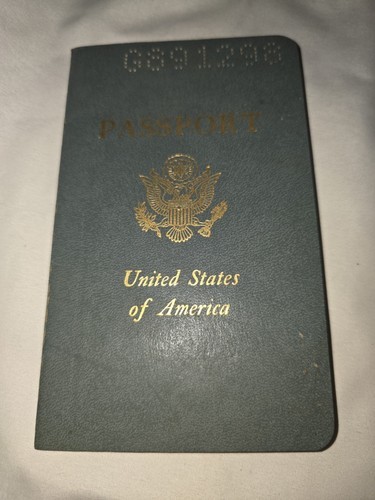 G891298
PASSPORT
United States
of America